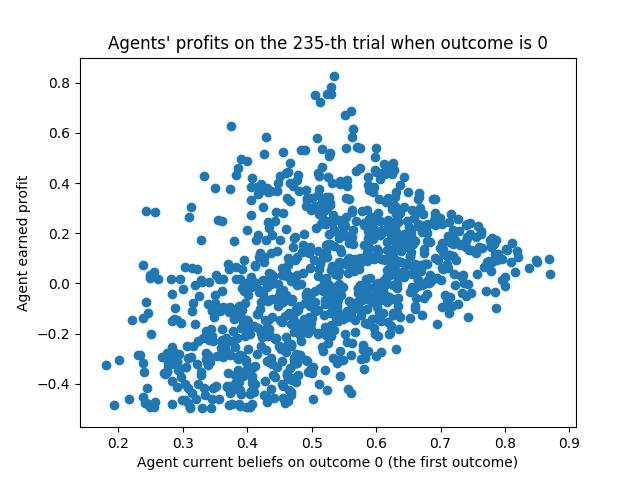 Agents' profits on the 235-th trial when outcome is 0
Agent earned profit
0.8
0.6
0.4
0.2
0.0
−0.2
−0.4
0.2 0.3 0.4 0.5 0.6 0.7 0.8 0.9
Agent current beliefs on outcome 0 (the first outcome)